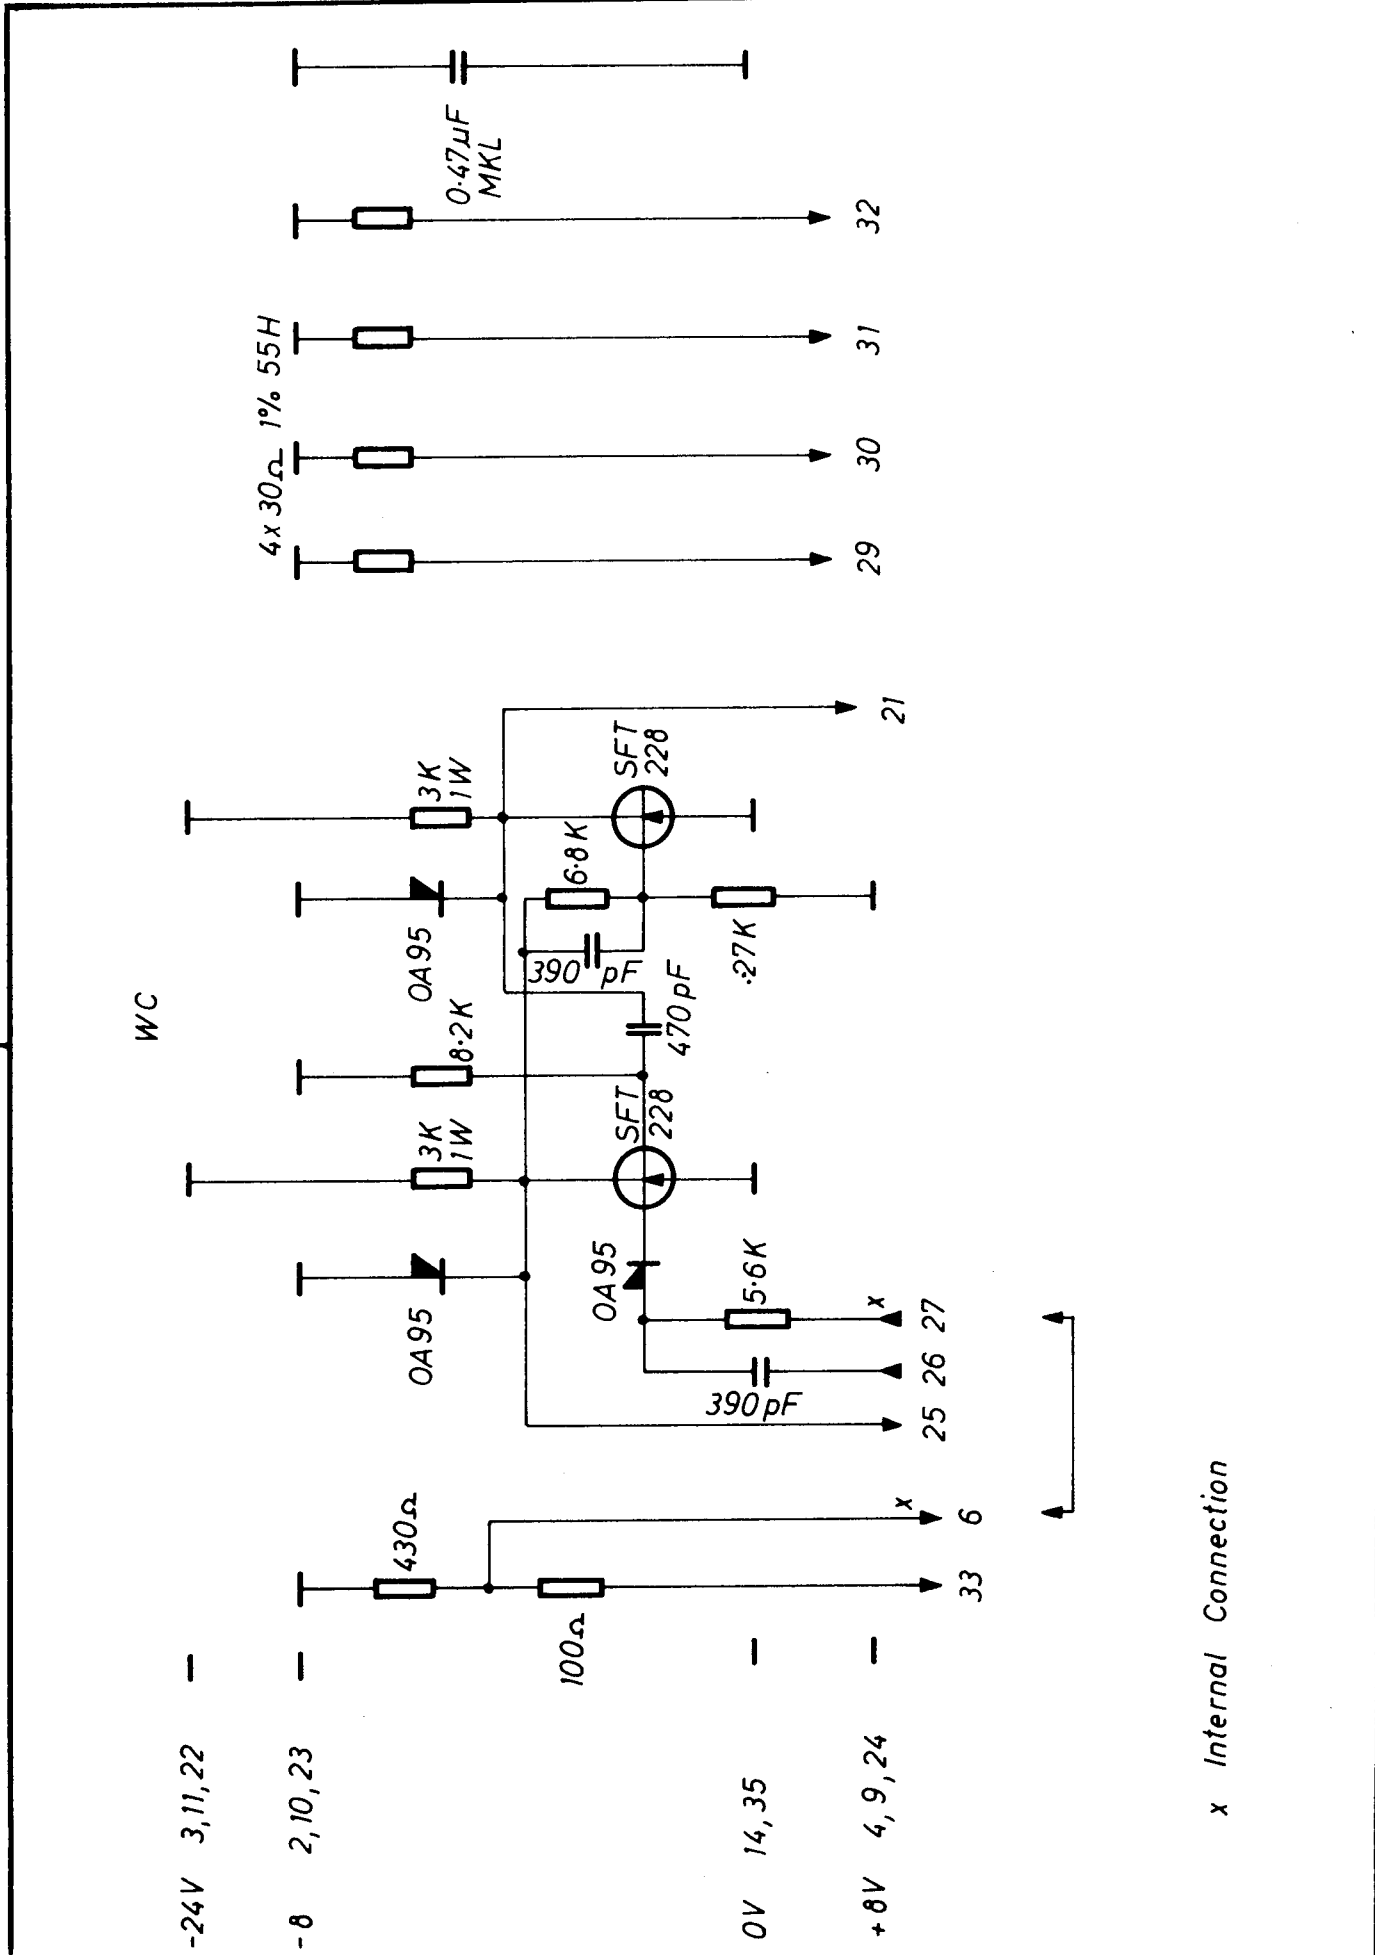 WC
-24V 3,11,22
-8 2,10,23
0V 14,35
+8V 4,9,24
430Ω
100Ω
33
6
x
25
26
27
x
390pF
5·6K
OA95
OA95
3K
1W
SFT
228
8·2K
470pF
OA95
390 pF
6·8K
·27K
3K
1W
SFT
228
21
4x30Ω 1% 55H
29
30
31
32
0·47µF
MKL
x Internal Connection